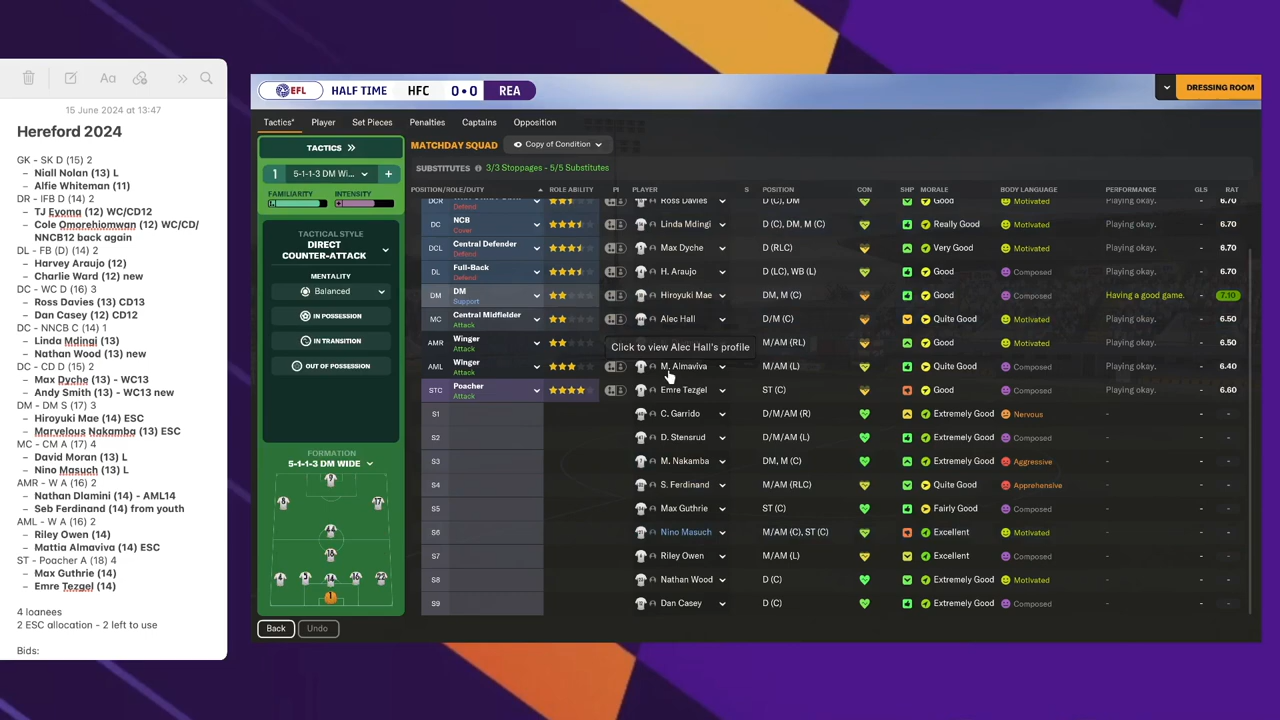 15 June 2024 at 13:47
Hereford 2024
GK - SK D (15) 2
– Niall Nolan (13) L
– Alfie Whiteman (11)
DR - IFB D (14) 2
– TJ Eyoma (12) WC/CD12
– Cole Omorehiomwan (12) WC/CD/
NNCB12 back again
DL - FB (D) (14) 2
– Harvey Araujo (12)
– Charlie Ward (12) new
DC - WC D (16) 3
– Ross Davies (13) CD13
– Dan Casey (12) CD12
DC - NNCB C (14) 1
– Linda Mdingi (13)
– Nathan Wood (13) new
DC - CD D (16) 2
– Max Dyche (13) - WC13
– Andy Smith (13) - WC13 new
DM - DM S (17) 3
– Hiroyuki Mae (14) ESC
– Marvelous Nakamba (13) ESC
MC - CM A (17) 4
– David Moran (13) L
– Nino Masuch (13) L
AMR - W A (16) 2
– Nathan Dlamini (14) - AML14
– Seb Ferdinand (14) from youth
AML - W A (16) 2
– Riley Owen (14)
– Mattia Almaviva (14) ESC
ST - Poacher A (18) 4
– Max Guthrie (14)
– Emre Tezgel (14)
4 loanees
2 ESC allocation - 2 left to use
Bids:
EFL HALF TIME HFC 0 - 0 REA DRESSING ROOM
Tactics* Player Set Pieces Penalties Captains Opposition
TACTICS
1 5-1-1-3 DM Wi...
FAMILIARITY INTENSITY
TACTICAL STYLE
DIRECT
COUNTER-ATTACK
MENTALITY
Balanced
IN POSSESSION
IN TRANSITION
OUT OF POSSESSION
FORMATION
5-1-1-3 DM WIDE
Back Undo
MATCHDAY SQUAD Copy of Condition
SUBSTITUTES 3/3 Stoppages - 5/5 Substitutes
POSITION/ROLE/DUTY ROLE ABILITY PI PLAYER S POSITION CON SHP MORALE BODY LANGUAGE PERFORMANCE GLS RAT
DCR Defend Ross Davies D (C), DM Good Motivated Playing okay. - 6.70
DC NCB Cover Linda Mdingi D (C), DM, M (C) Really Good Motivated Playing okay. - 6.70
DCL Central Defender Defend Max Dyche D (RLC) Very Good Motivated Playing okay. - 6.70
DL Full-Back Defend H. Araujo D (LC), WB (L) Good Composed Playing okay. - 6.70
DM DM Support Hiroyuki Mae DM, M (C) Good Composed Having a good game. - 7.10
MC Central Midfielder Attack Alec Hall D/M (C) Quite Good Motivated Playing okay. - 6.50
AMR Winger Attack M/AM (RL) Good Motivated Playing okay. - 6.50
Click to view Alec Hall's profile
AML Winger Attack M. Almaviva M/AM (L) Quite Good Composed Playing okay. - 6.40
STC Poacher Attack Emre Tezgel ST (C) Good Composed Playing okay. - 6.60
S1 C. Garrido D/M/AM (R) Extremely Good Nervous - - -
S2 D. Stensrud D/M/AM (L) Extremely Good Composed - - -
S3 M. Nakamba DM, M (C) Extremely Good Aggressive - - -
S4 S. Ferdinand M/AM (RLC) Quite Good Apprehensive - - -
S5 Max Guthrie ST (C) Fairly Good Composed - - -
S6 Nino Masuch M/AM (C), ST (C) Excellent Motivated - - -
S7 Riley Owen M/AM (L) Excellent Composed - - -
S8 Nathan Wood D (C) Extremely Good Motivated - - -
S9 Dan Casey D (C) Extremely Good Composed - - -